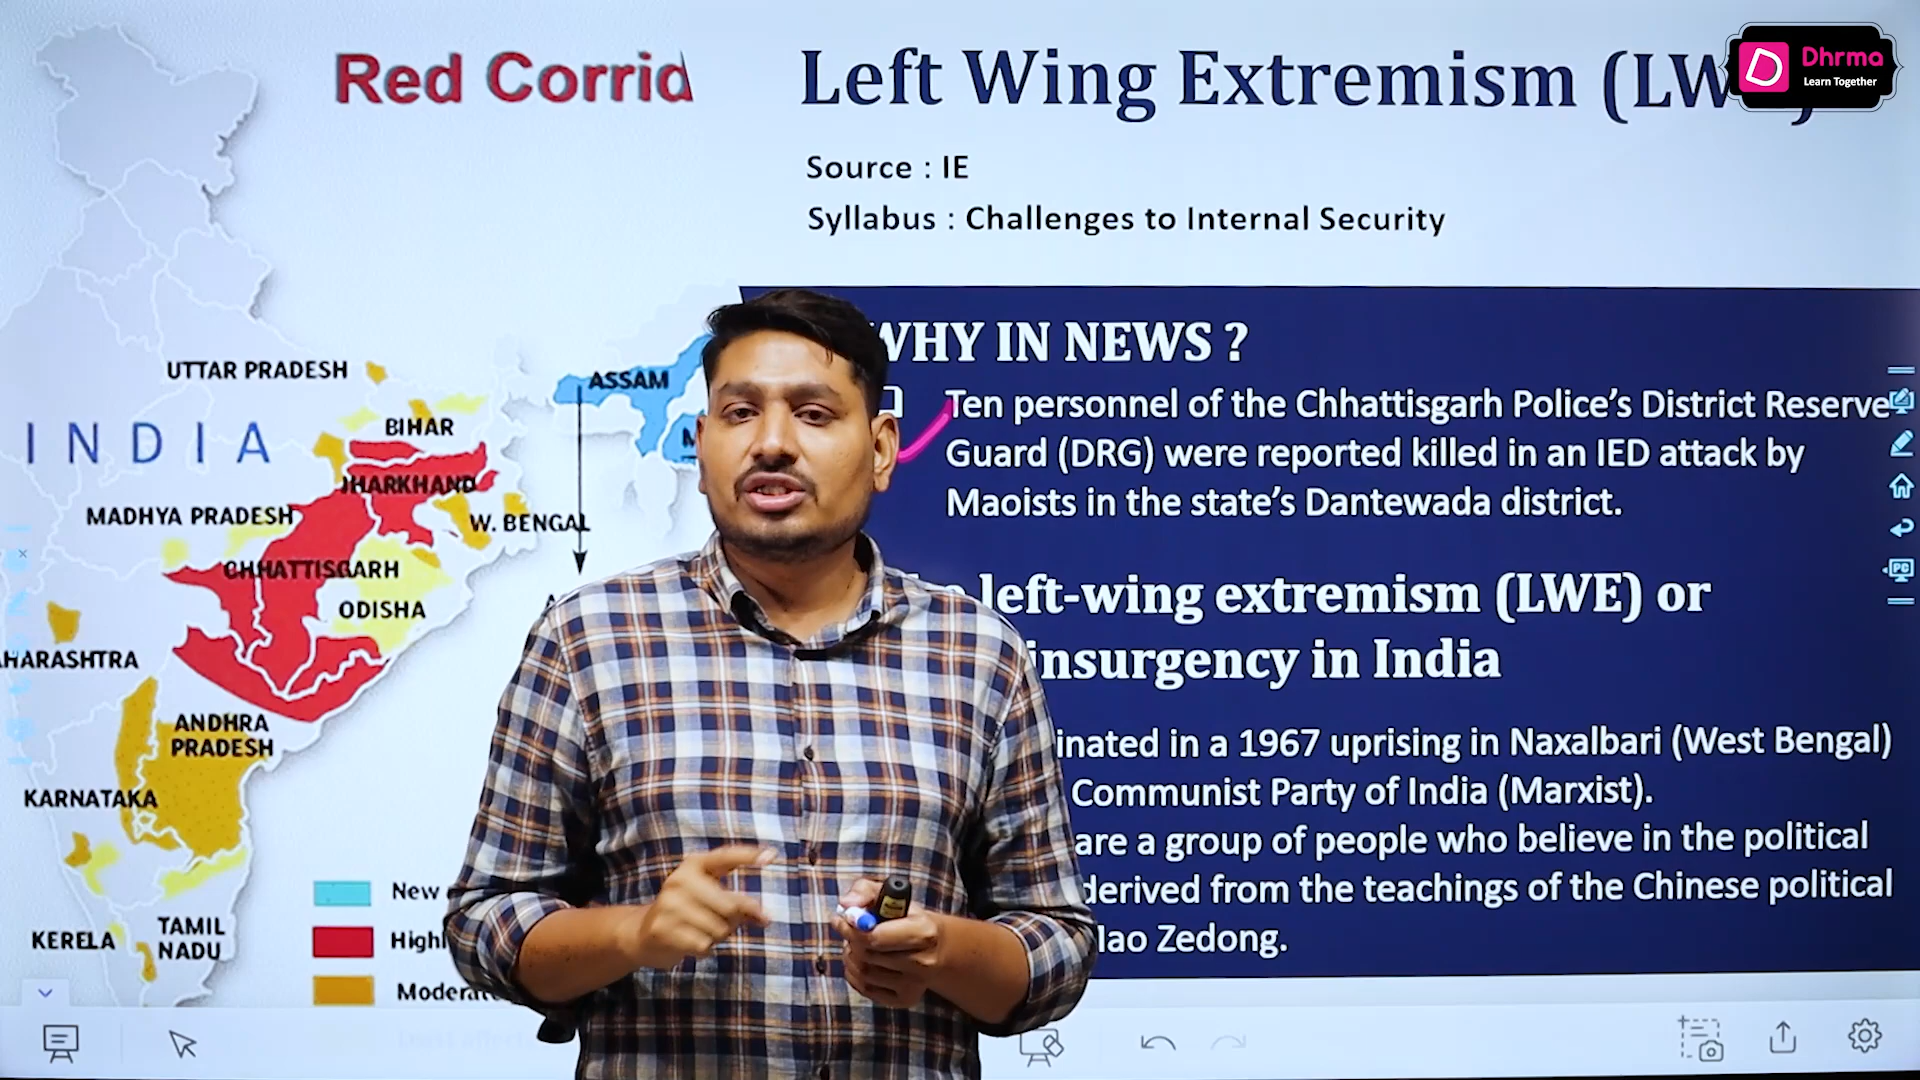 Red Corrid
Left Wing Extremism (LW
Dhrma
Learn Together
Source : IE
Syllabus : Challenges to Internal Security
WHY IN NEWS ?
Ten personnel of the Chhattisgarh Police's District Reserve
Guard (DRG) were reported killed in an IED attack by
Maoists in the state's Dantewada district.
left-wing extremism (LWE) or
insurgency in India
inated in a 1967 uprising in Naxalbari (West Bengal)
Communist Party of India (Marxist).
are a group of people who believe in the political
derived from the teachings of the Chinese political
ao Zedong.
UTTAR PRADESH
ASSAM
BIHAR
INDIA
JHARKHAND
MADHYA PRADESH
W. BENGAL
CHHATTISGARH
ODISHA
HARASHTRA
ANDHRA
PRADESH
KARNATAKA
TAMIL
NADU
KERELA
New
Highl
Moderate
PC